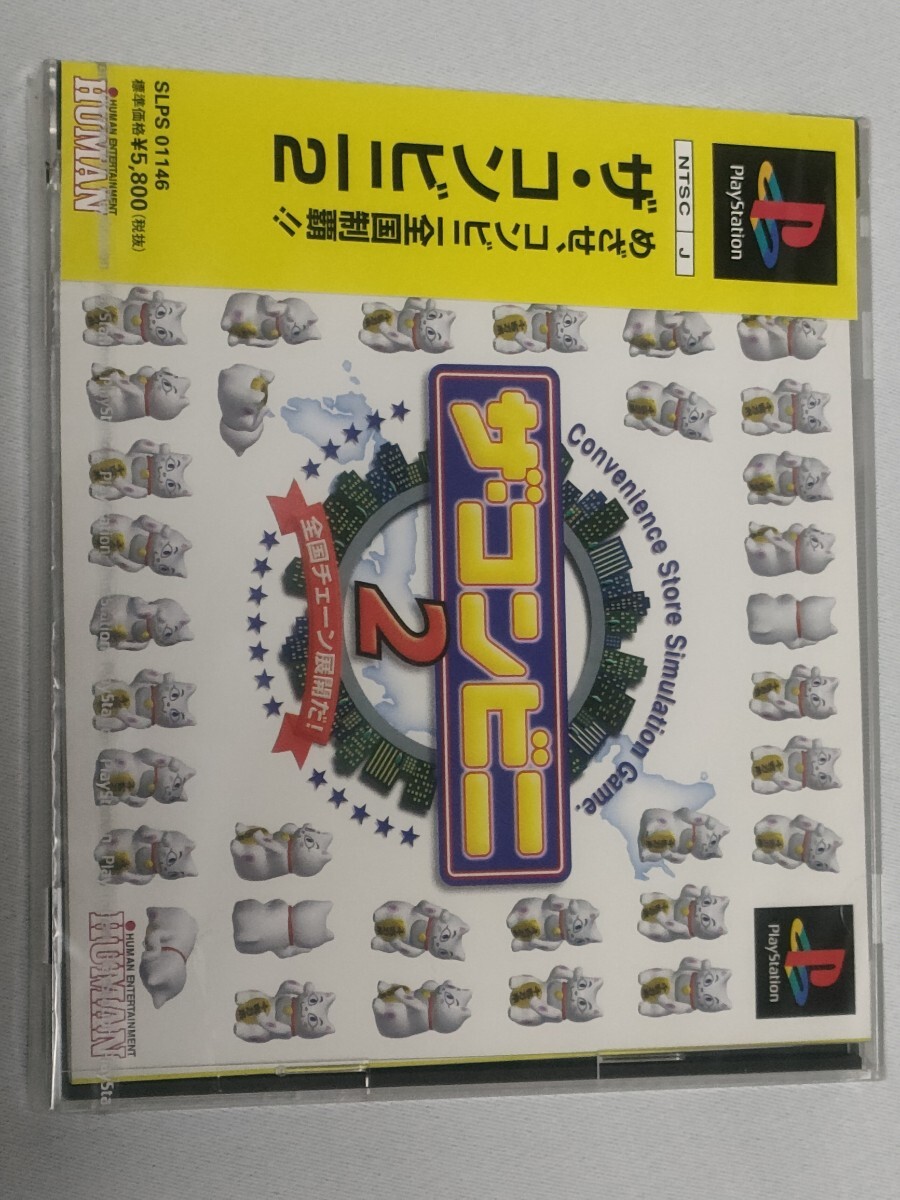 PlayStation
NTSC J
ザ・コンビニ2
めざせ、コンビニ全国制覇!!
SLPS 01146
標準価格¥5,800(税抜)
HUMAN ENTERTAINMENT
HUMAN
PlayStation
Convenience Store Simulation Game.
ザ・コンビニ
2
全国チェーン展開だ!
HUMAN ENTERTAINMENT
HUMAN